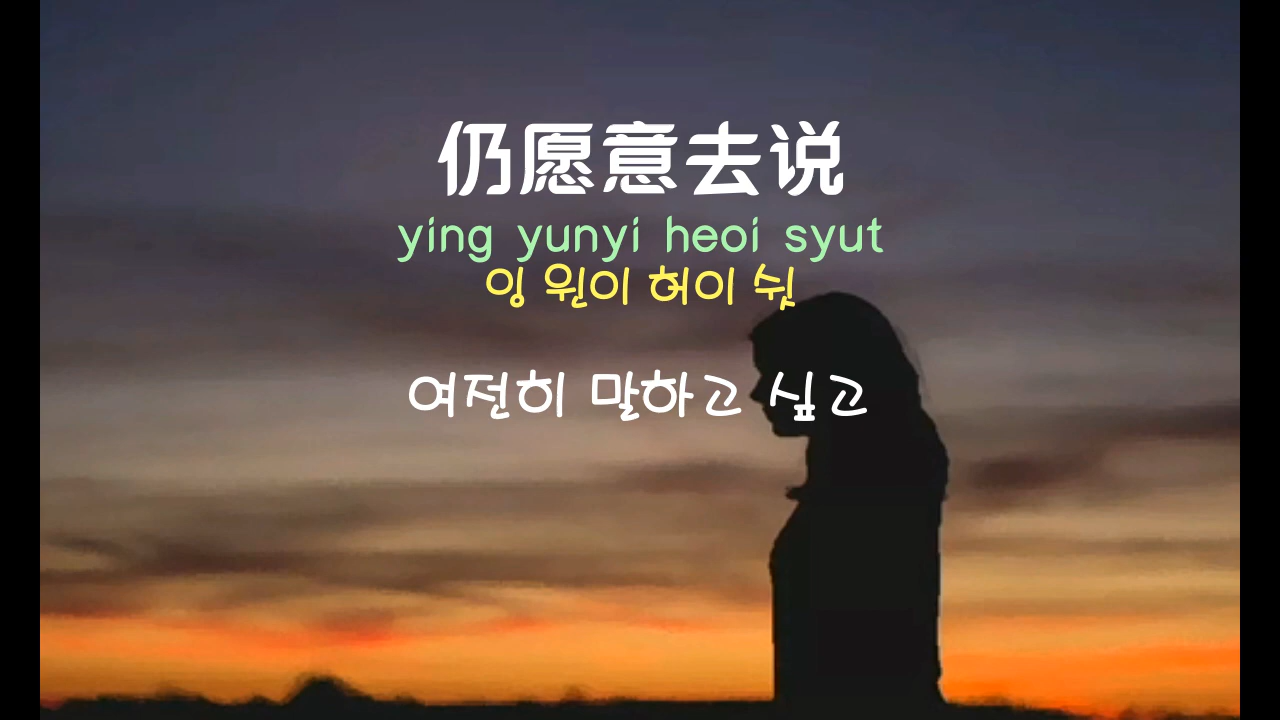 仍愿意去说
ying yunyi heoi syut
잉 원이 허이 쉿
여전히 말하고 싶고